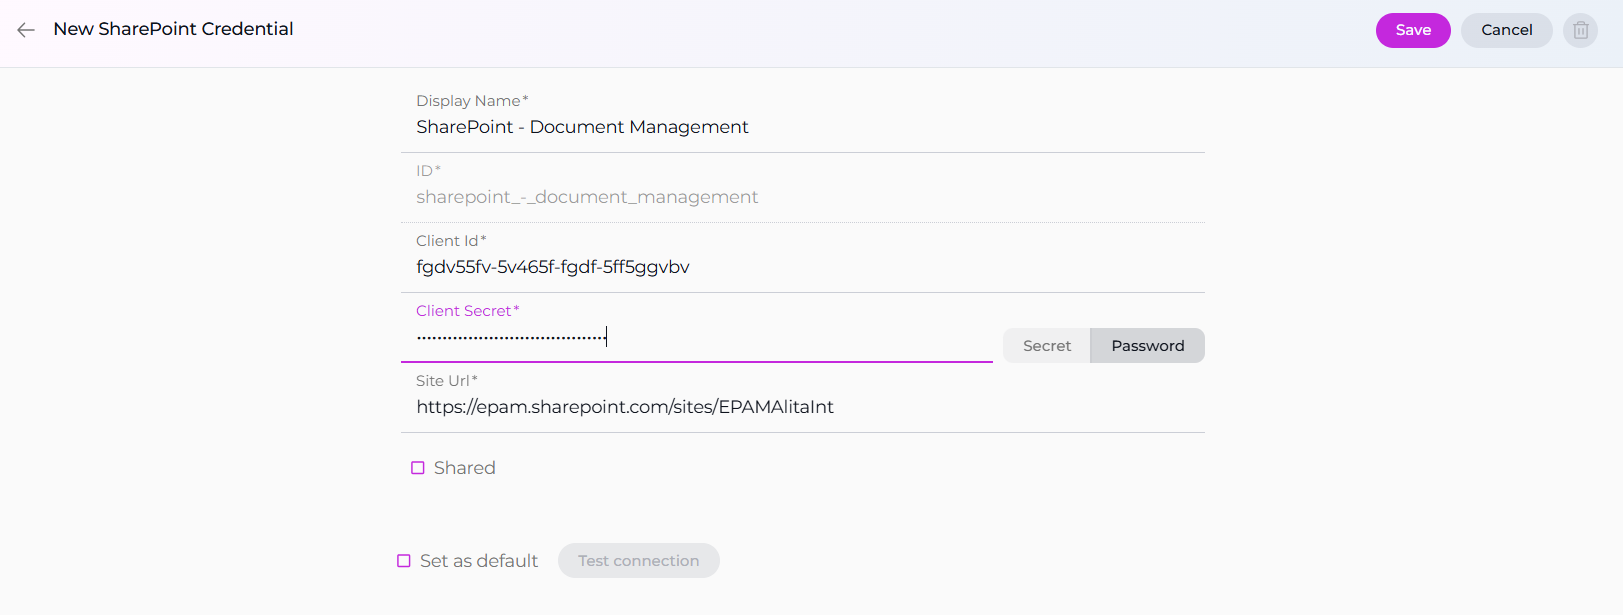 New SharePoint Credential
Save
Cancel
Display Name*
SharePoint - Document Management
ID*
sharepoint_-_document_management
Client Id*
fgdv55fv-5v465f-fgdf-5ff5ggvbv
Client Secret*
Secret
Password
Site Url*
https://epam.sharepoint.com/sites/EPAMAlitaInt
Shared
Set as default
Test connection